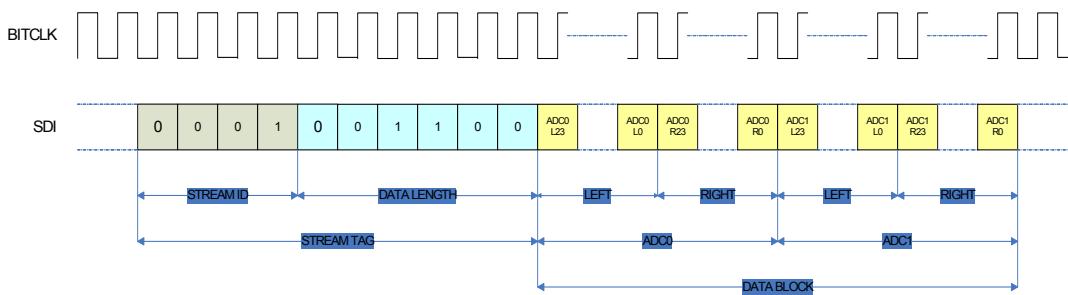 BITCLK
SDI
0 0 0 1 0 0 1 1 0 0 ADC0 ADC0 ADC0 ADC0 ADC1 ADC1 ADC1 ADC1
L23 L0 R23 R0 L23 L0 R23 R0
STREAM ID DATA LENGTH LEFT RIGHT LEFT RIGHT
STREAM TAG ADC0 ADC1
DATA BLOCK